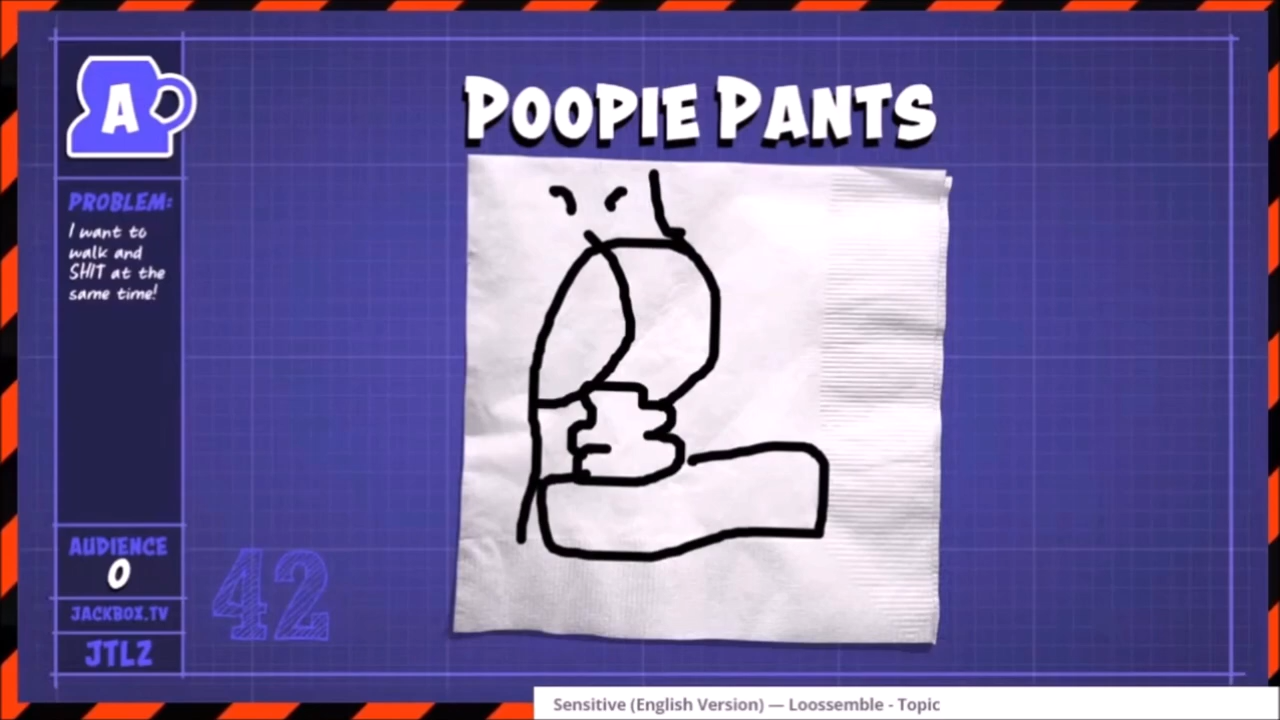 A
POOPIE PANTS
PROBLEM:
I want to
walk and
SHIT at the
same time!
AUDIENCE
0
JACKBOX.TV
JTLZ
42
Sensitive (English Version) — Loossemble - Topic